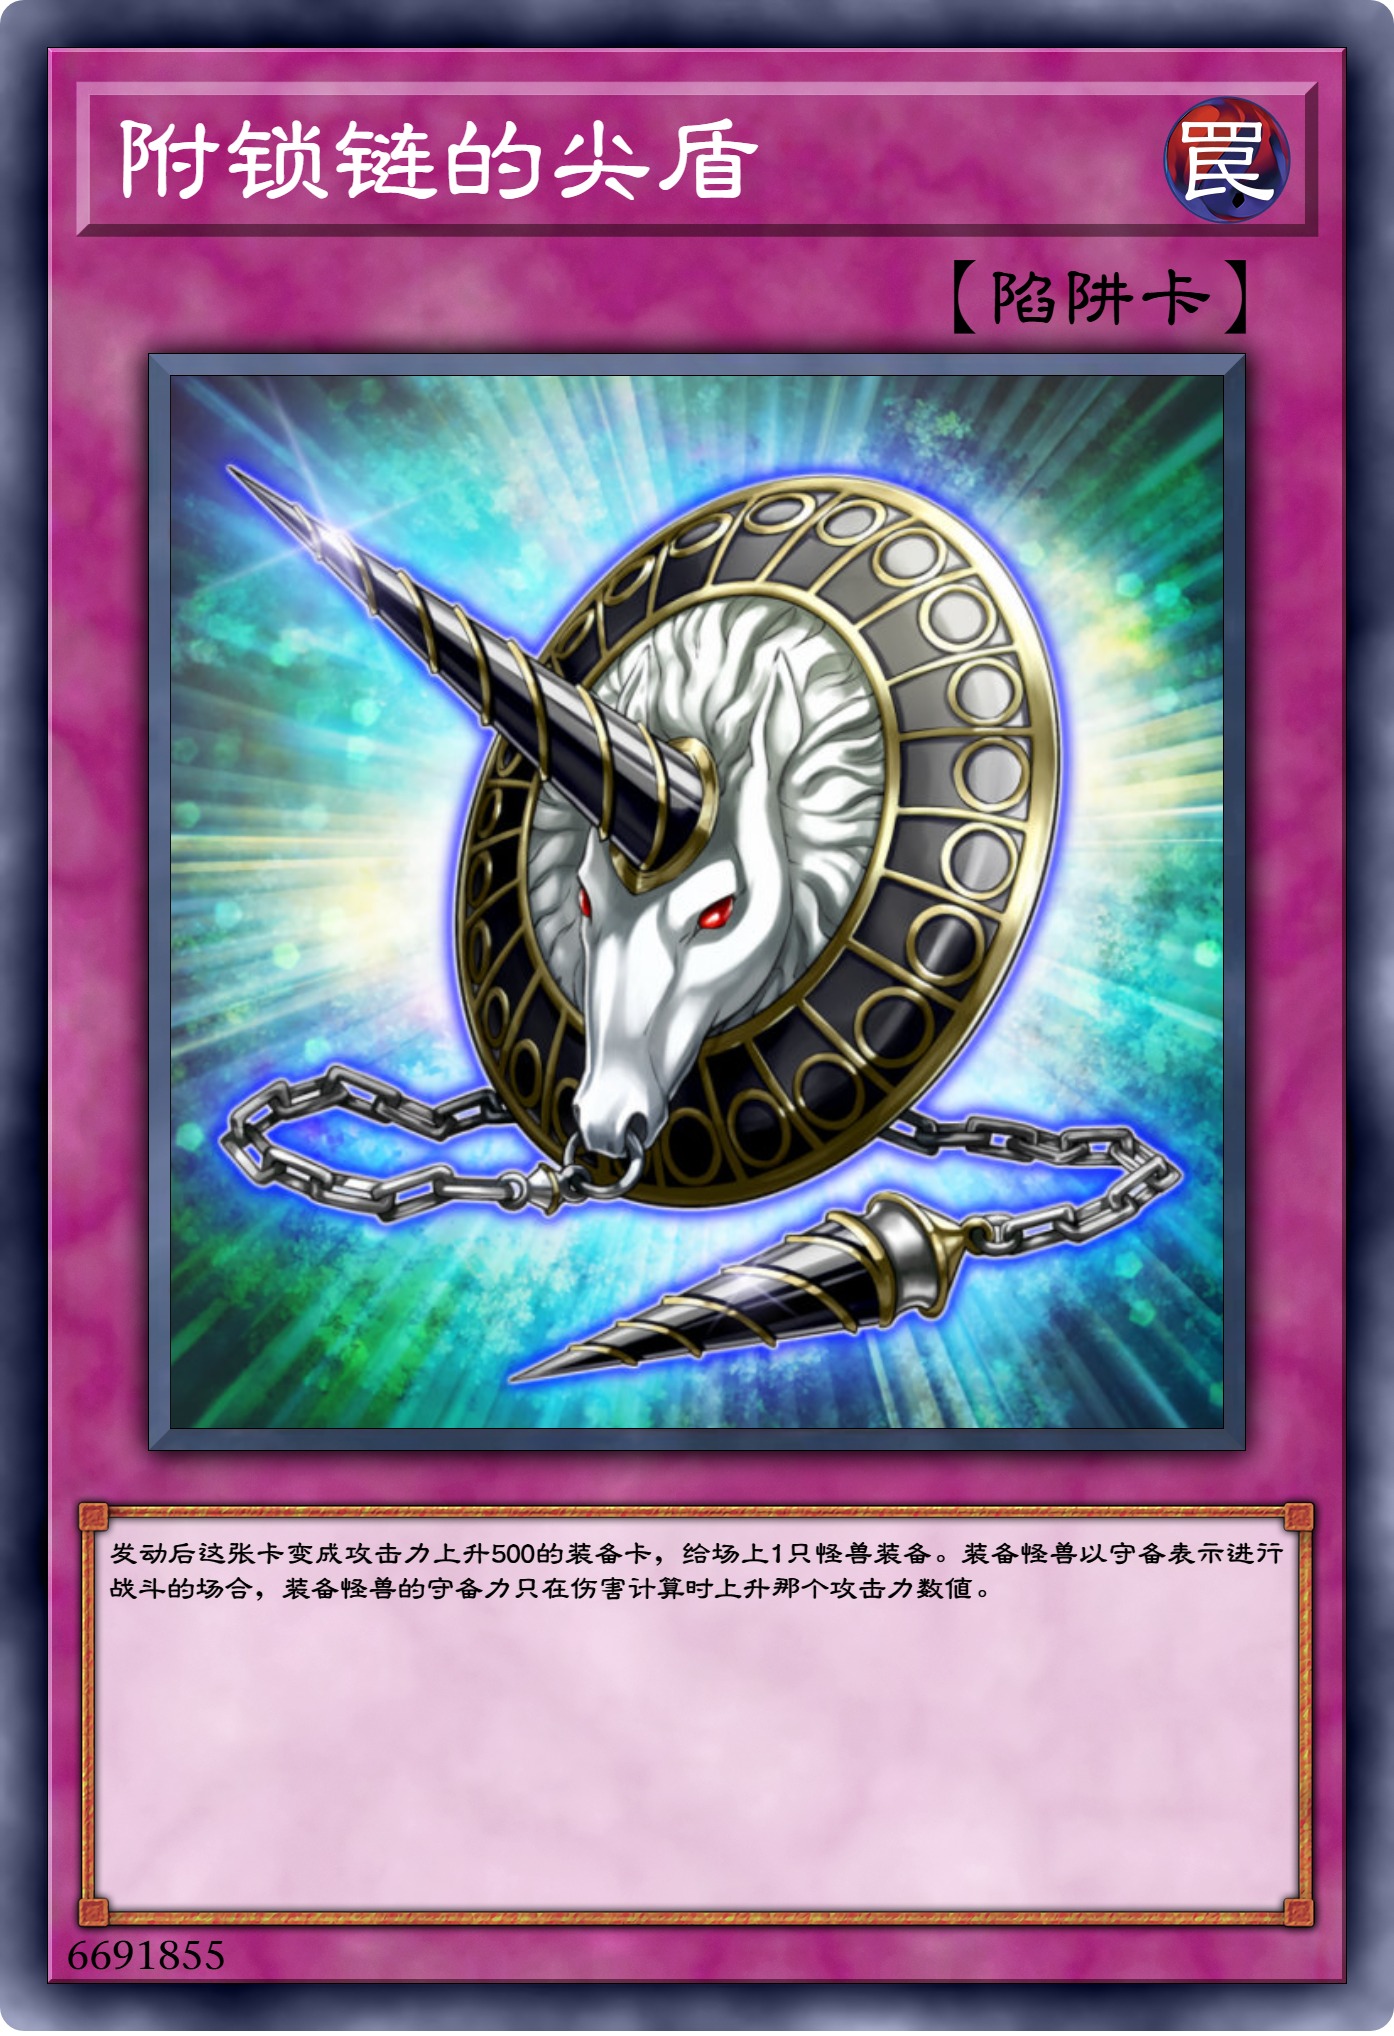 附锁链的尖盾
罠
【陷阱卡】
发动后这张卡变成攻击力上升500的装备卡，给场上1只怪兽装备。装备怪兽以守备表示进行
战斗的场合，装备怪兽的守备力只在伤害计算时上升那个攻击力数值。
6691855